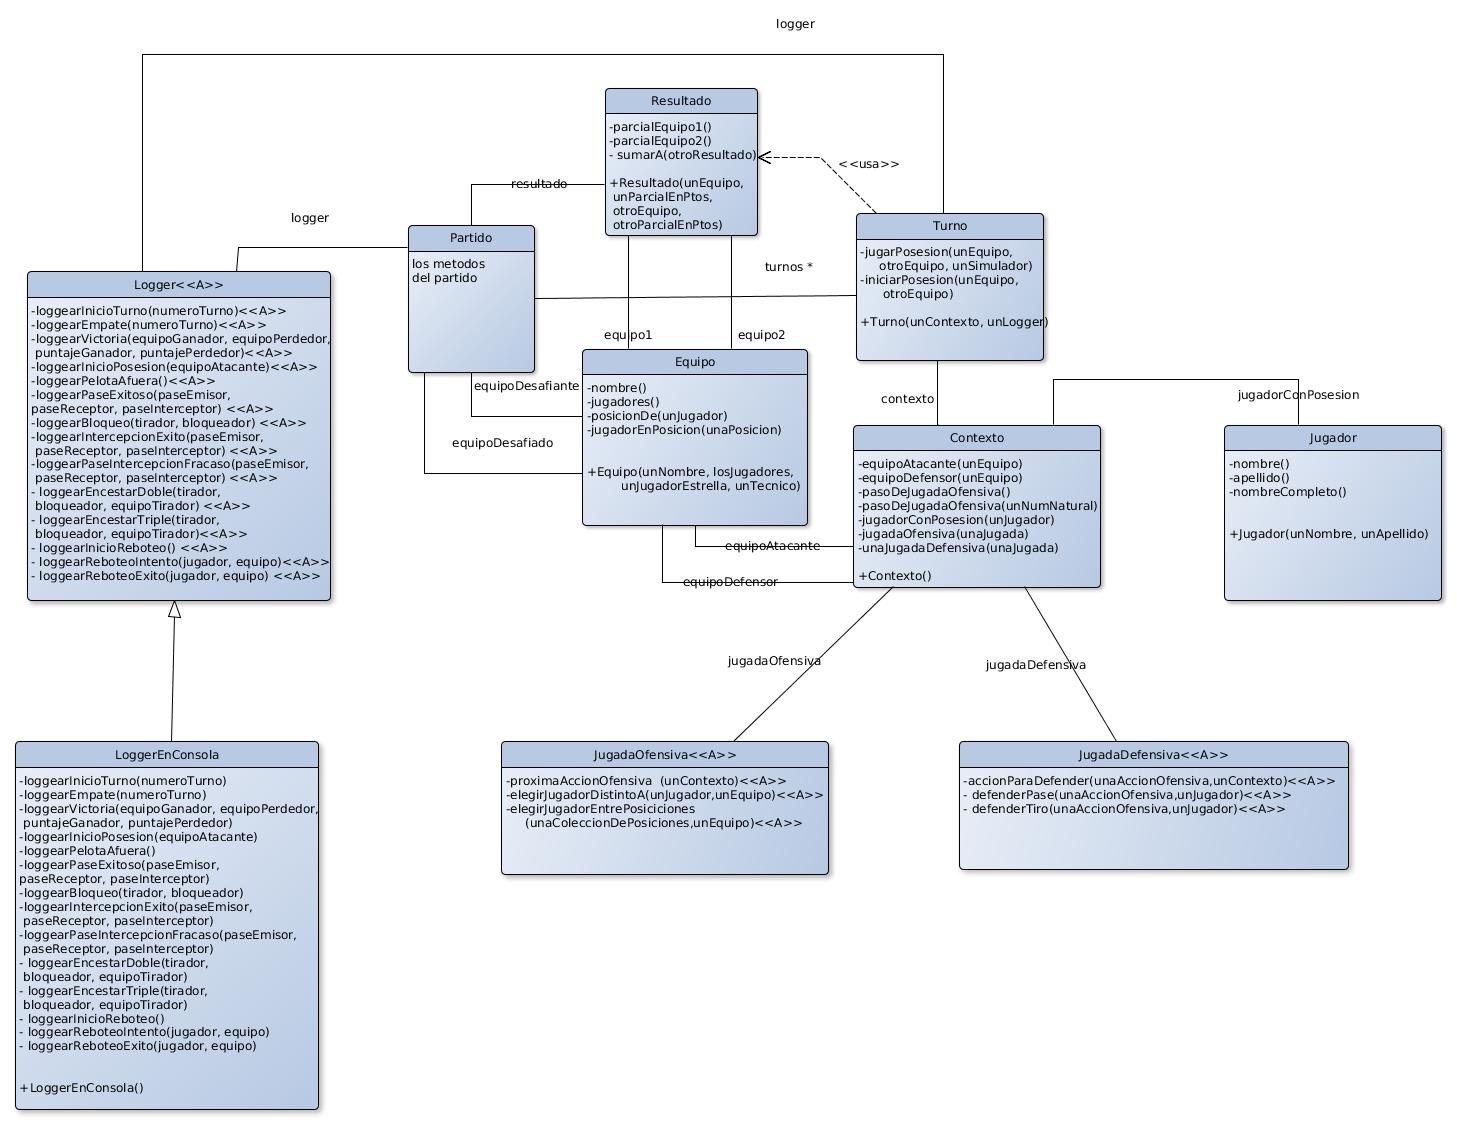 logger
Resultado
-parcialEquipo1()
-parcialEquipo2()
- sumarA(otroResultado)
+Resultado(unEquipo,
unParcialEnPtos,
otroEquipo,
otroParcialEnPtos)
<<usa>>
resultado
logger
Partido
los metodos
del partido
turnos *
Turno
-jugarPosesion(unEquipo,
otroEquipo, unSimulador)
-iniciarPosesion(unEquipo,
otroEquipo)
+Turno(unContexto, unLogger)
Logger<<A>>
-loggearInicioTurno(numeroTurno)<<A>>
-loggearEmpate(numeroTurno)<<A>>
-loggearVictoria(equipoGanador, equipoPerdedor,
puntajeGanador, puntajePerdedor)<<A>>
-loggearInicioPosesion(equipoAtacante)<<A>>
-loggearPelotaAfuera()<<A>>
-loggearPaseExitoso(paseEmisor,
paseReceptor, paseInterceptor) <<A>>
-loggearBloqueo(tirador, bloqueador) <<A>>
-loggearIntercepcionExito(paseEmisor,
paseReceptor, paseInterceptor) <<A>>
-loggearPaseIntercepcionFracaso(paseEmisor,
paseReceptor, paseInterceptor) <<A>>
- loggearEncestarDoble(tirador,
bloqueador, equipoTirador) <<A>>
- loggearEncestarTriple(tirador,
bloqueador, equipoTirador)<<A>>
- loggearInicioReboteo() <<A>>
- loggearReboteoIntento(jugador, equipo)<<A>>
- loggearReboteoExito(jugador, equipo) <<A>>
equipo1
equipo2
equipoDesafiante
equipoDesafiado
Equipo
-nombre()
-jugadores()
-posicionDe(unJugador)
-jugadorEnPosicion(unaPosicion)
+Equipo(unNombre, losJugadores,
unJugadorEstrella, unTecnico)
contexto
jugadorConPosesion
Contexto
-equipoAtacante(unEquipo)
-equipoDefensor(unEquipo)
-pasoDeJugadaOfensiva()
-pasoDeJugadaOfensiva(unNumNatural)
-jugadorConPosesion(unJugador)
-jugadaOfensiva(unaJugada)
-unaJugadaDefensiva(unaJugada)
+Contexto()
Jugador
-nombre()
-apellido()
-nombreCompleto()
+Jugador(unNombre, unApellido)
equipoAtacante
equipoDefensor
jugadaOfensiva
jugadaDefensiva
LoggerEnConsola
-loggearInicioTurno(numeroTurno)
-loggearEmpate(numeroTurno)
-loggearVictoria(equipoGanador, equipoPerdedor,
puntajeGanador, puntajePerdedor)
-loggearInicioPosesion(equipoAtacante)
-loggearPelotaAfuera()
-loggearPaseExitoso(paseEmisor,
paseReceptor, paseInterceptor)
-loggearBloqueo(tirador, bloqueador)
-loggearIntercepcionExito(paseEmisor,
paseReceptor, paseInterceptor)
-loggearPaseIntercepcionFracaso(paseEmisor,
paseReceptor, paseInterceptor)
- loggearEncestarDoble(tirador,
bloqueador, equipoTirador)
- loggearEncestarTriple(tirador,
bloqueador, equipoTirador)
- loggearInicioReboteo()
- loggearReboteoIntento(jugador, equipo)
- loggearReboteoExito(jugador, equipo)
+LoggerEnConsola()
JugadaOfensiva<<A>>
-proximaAccionOfensiva  (unContexto)<<A>>
-elegirJugadorDistintoA(unJugador,unEquipo)<<A>>
-elegirJugadorEntrePosiciciones
(unaColeccionDePosiciones,unEquipo)<<A>>
JugadaDefensiva<<A>>
-accionParaDefender(unaAccionOfensiva,unContexto)<<A>>
- defenderPase(unaAccionOfensiva,unJugador)<<A>>
- defenderTiro(unaAccionOfensiva,unJugador)<<A>>